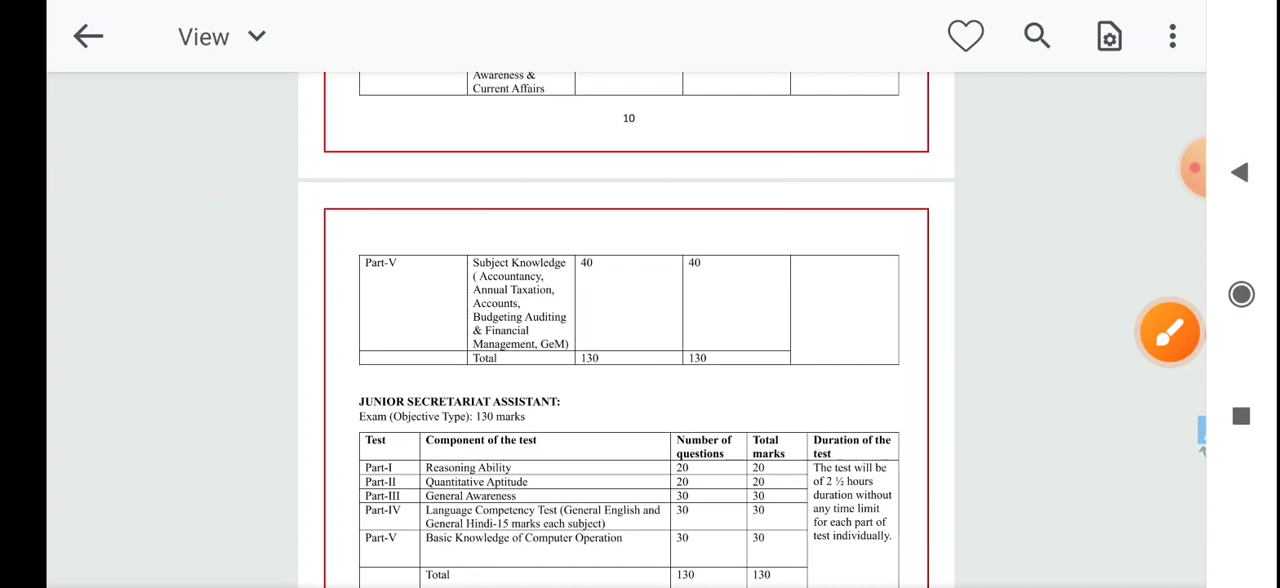 View
Awareness &
Current Affairs
10
Part-V Subject Knowledge 40 40
( Accountancy,
Annual Taxation,
Accounts,
Budgeting Auditing
& Financial
Management, GeM)
Total 130 130
JUNIOR SECRETARIAT ASSISTANT:
Exam (Objective Type): 130 marks
Test Component of the test Number of questions Total marks Duration of the test
Part-I Reasoning Ability 20 20 The test will be
Part-II Quantitative Aptitude 20 20 of 2 ½ hours
Part-III General Awareness 30 30 duration without
Part-IV Language Competency Test (General English and 30 30 any time limit
General Hindi-15 marks each subject) for each part of
Part-V Basic Knowledge of Computer Operation 30 30 test individually.
Total 130 130